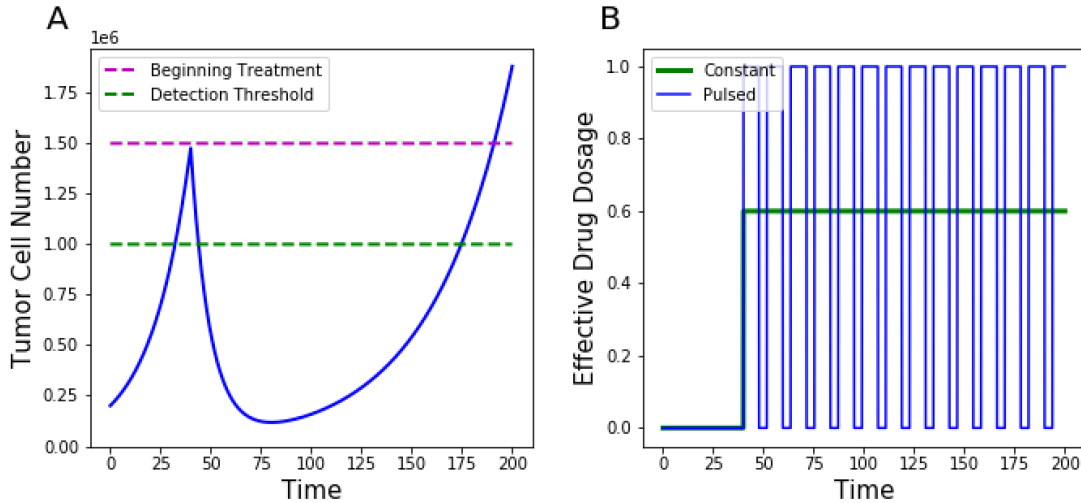 A
1e6
Tumor Cell Number
1.75
1.50
1.25
1.00
0.75
0.50
0.25
0.00
Beginning Treatment
Detection Threshold
0 25 50 75 100 125 150 175 200
Time
B
Effective Drug Dosage
1.0
0.8
0.6
0.4
0.2
0.0
Constant
Pulsed
0 25 50 75 100 125 150 175 200
Time